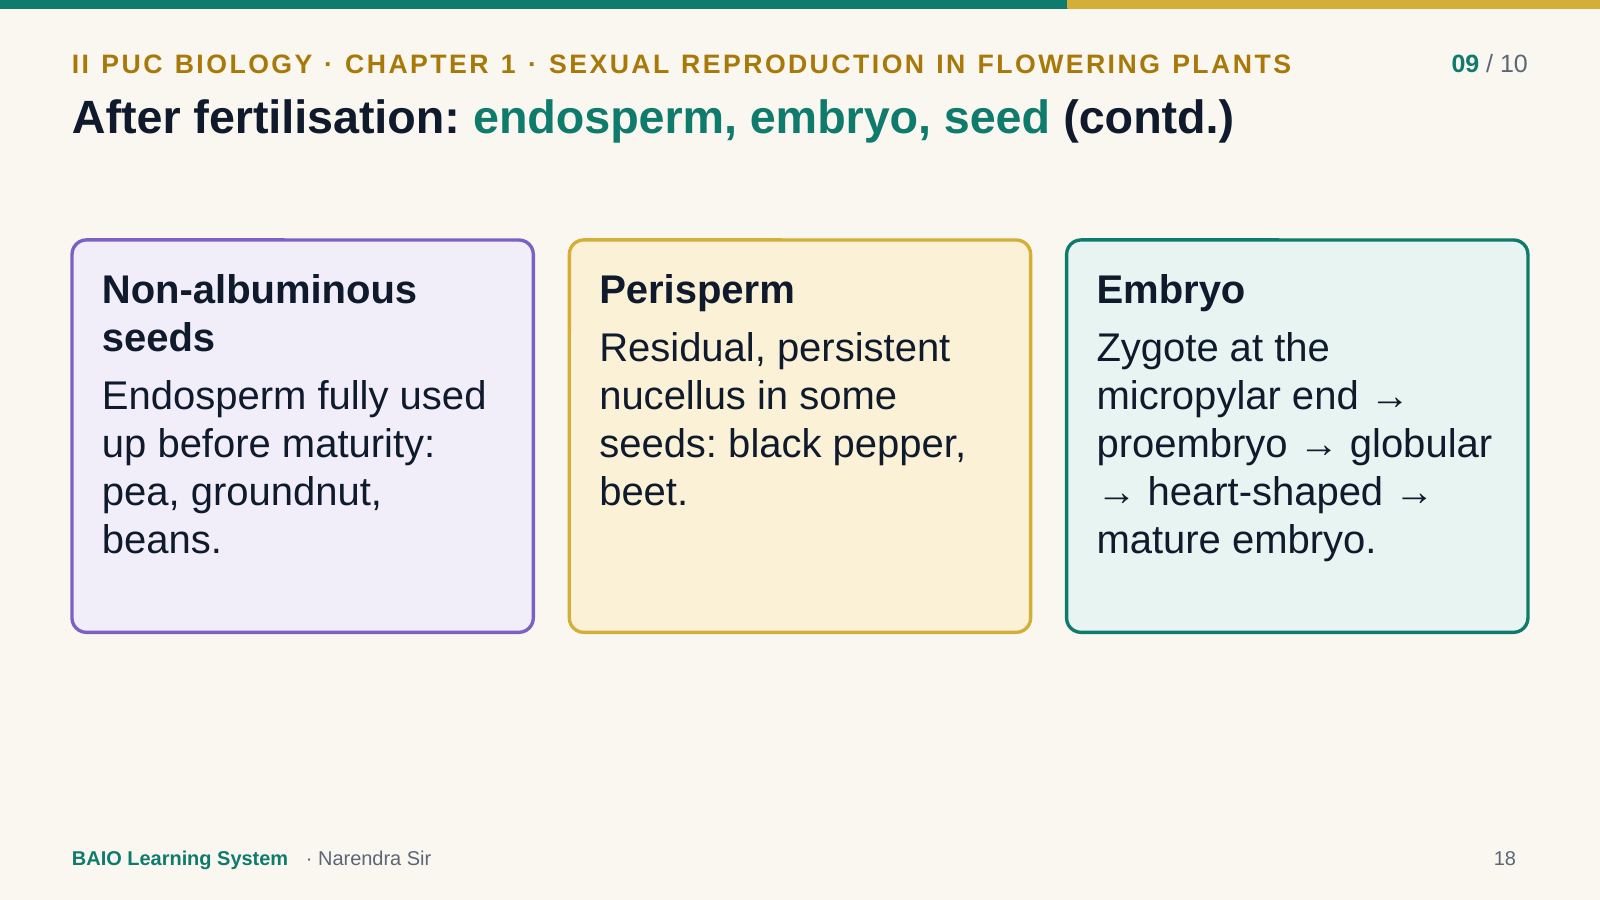 II PUC BIOLOGY · CHAPTER 1 · SEXUAL REPRODUCTION IN FLOWERING PLANTS
09 / 10
After fertilisation: endosperm, embryo, seed (contd.)
Non-albuminous
seeds
Endosperm fully used
up before maturity:
pea, groundnut,
beans.
Perisperm
Residual, persistent
nucellus in some
seeds: black pepper,
beet.
Embryo
Zygote at the
micropylar end →
proembryo → globular
→ heart-shaped →
mature embryo.
BAIO Learning System · Narendra Sir
18